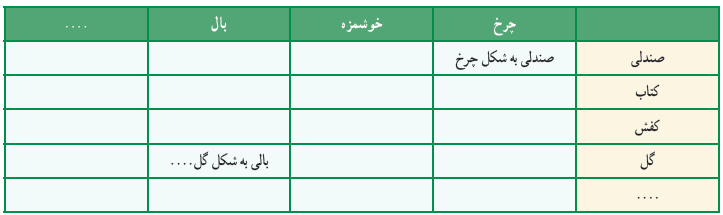 چرخ خوشمزه بال ....
صندلی صندلی به شکل چرخ
کتاب
کفش
گل بالی به شکل گل....
....